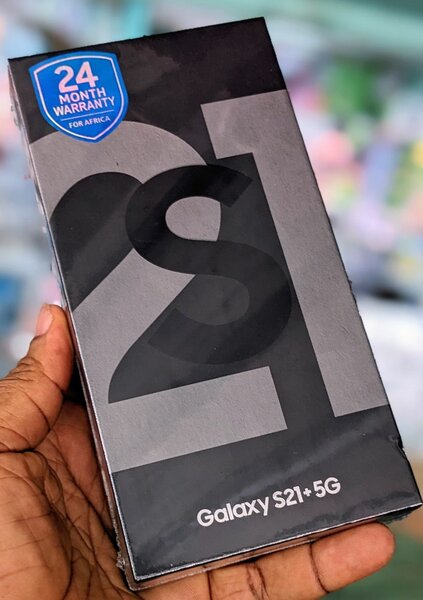 24
MONTH
WARRANTY
FOR AFRICA
21
S
Galaxy S21+ 5G